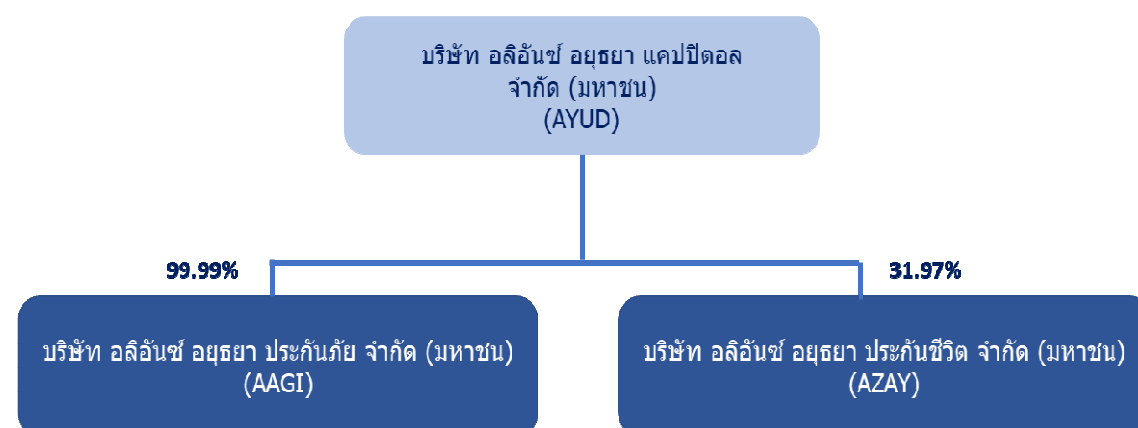 บริษัท อลิอันซ์ อยุธยา แคปปิตอล
จำกัด (มหาชน)
(AYUD)
99.99%
31.97%
บริษัท อลิอันซ์ อยุธยา ประกันภัย จำกัด (มหาชน)
(AAGI)
บริษัท อลิอันซ์ อยุธยา ประกันชีวิต จำกัด (มหาชน)
(AZAY)